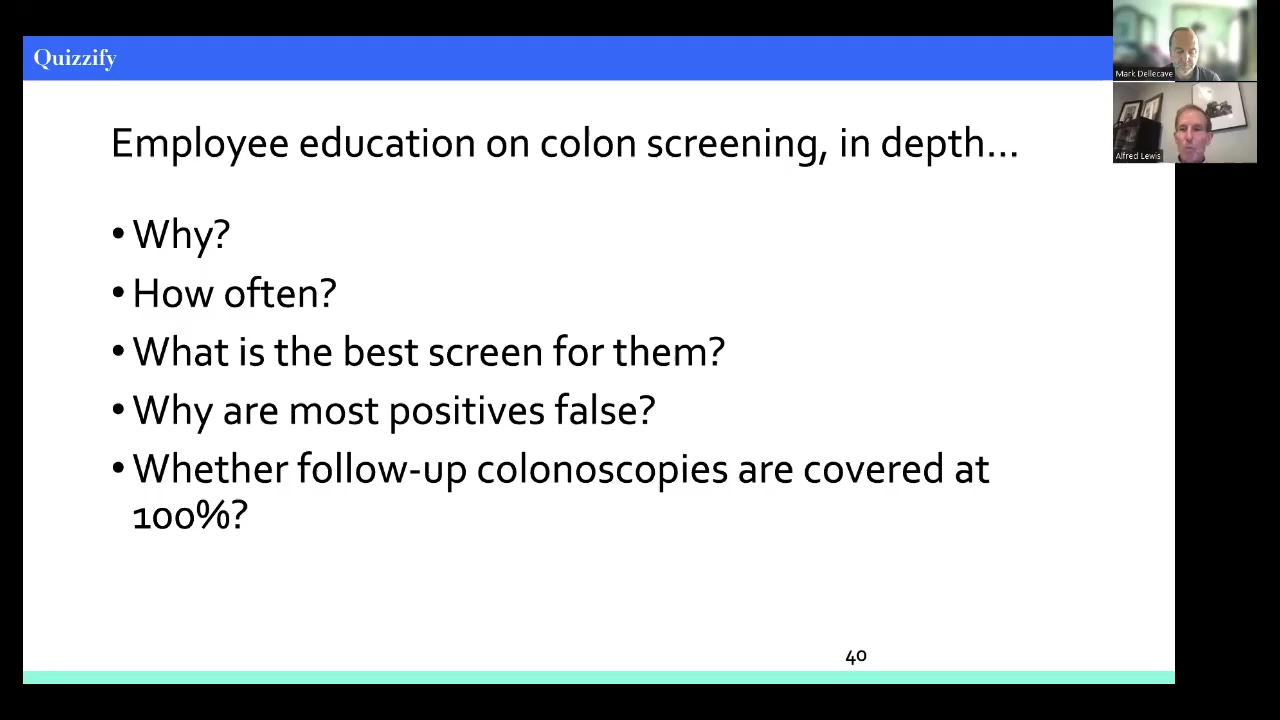 Quizzify
Mark Dellecave
Employee education on colon screening, in depth...
Alfred Lewis
• Why?
• How often?
• What is the best screen for them?
• Why are most positives false?
• Whether follow-up colonoscopies are covered at
100%?
40